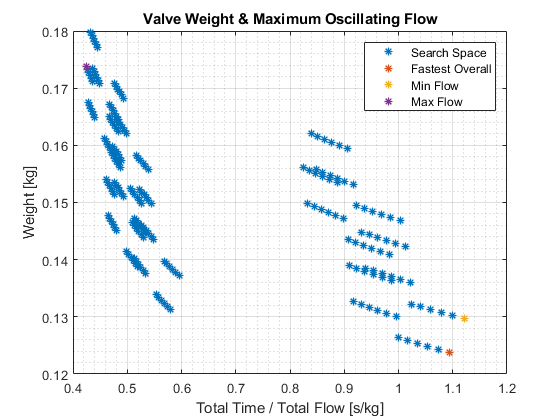 Valve Weight & Maximum Oscillating Flow
Weight [kg]
0.18
0.17
0.16
0.15
0.14
0.13
0.12
Search Space
Fastest Overall
Min Flow
Max Flow
0.4 0.5 0.6 0.7 0.8 0.9 1 1.1 1.2
Total Time / Total Flow [s/kg]